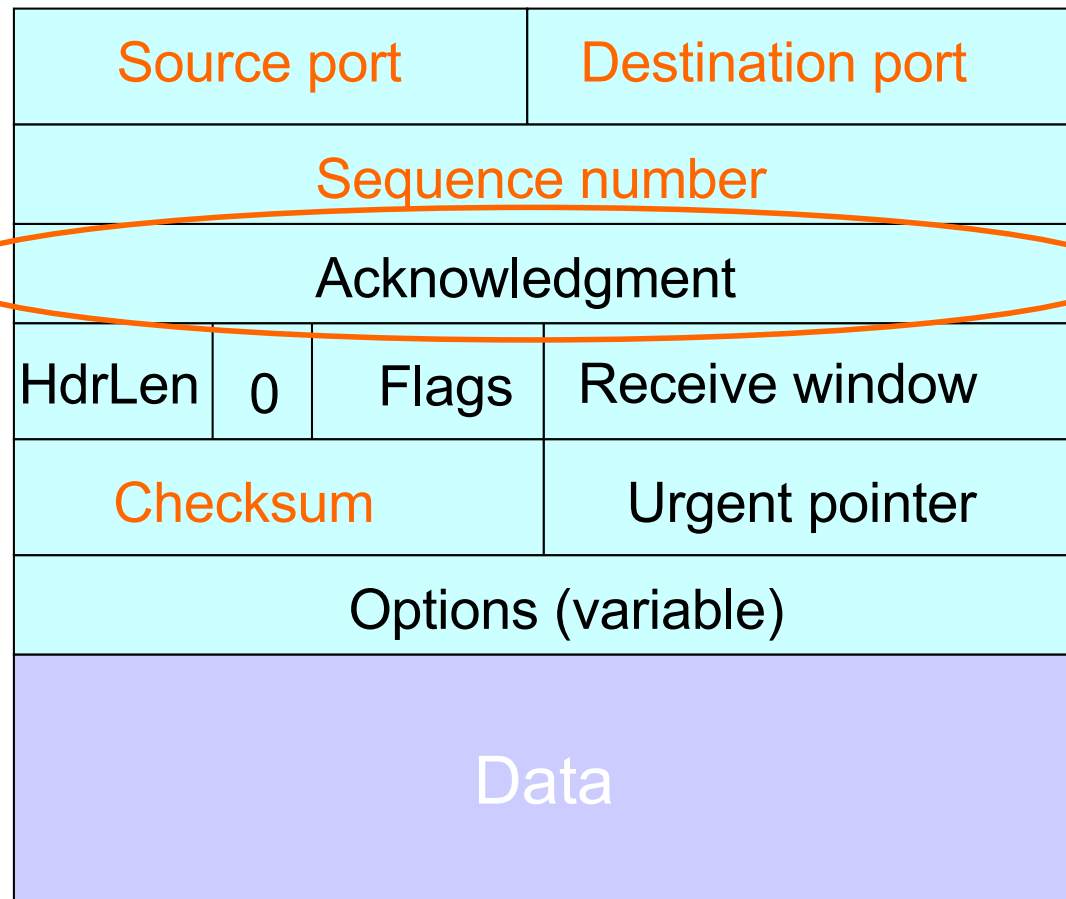 Source port Destination port
Sequence number
Acknowledgment
HdrLen 0 Flags Receive window
Checksum Urgent pointer
Options (variable)
Data